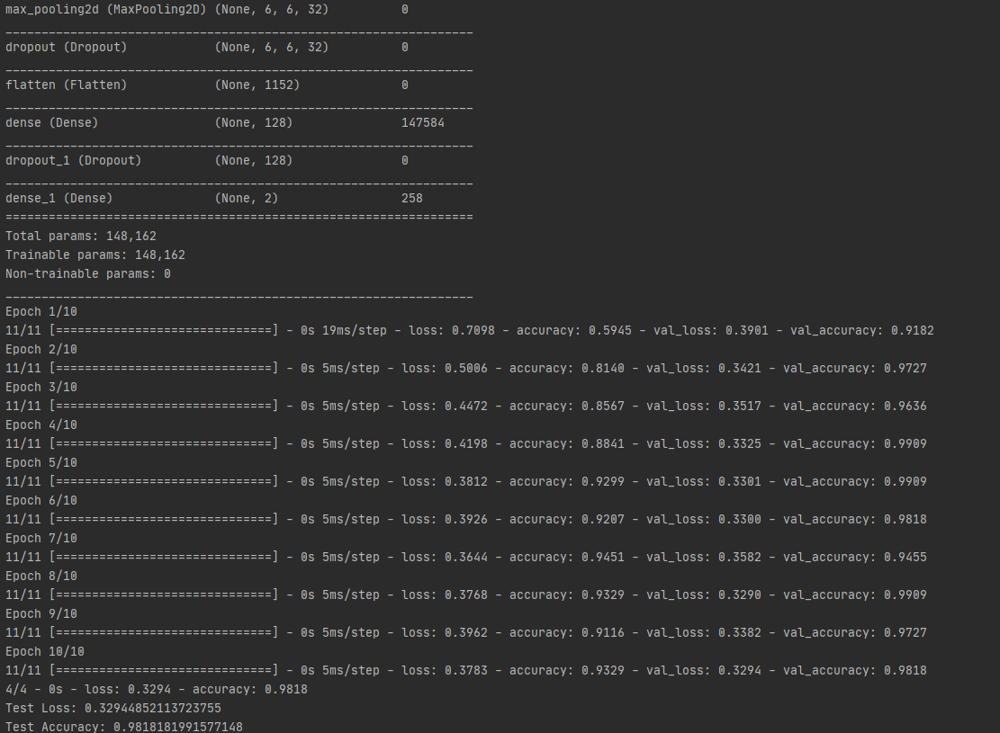 max_pooling2d (MaxPooling2D) (None, 6, 6, 32)          0
_________________________________________________________________
dropout (Dropout)            (None, 6, 6, 32)          0
_________________________________________________________________
flatten (Flatten)            (None, 1152)              0
_________________________________________________________________
dense (Dense)                (None, 128)               147584
_________________________________________________________________
dropout_1 (Dropout)          (None, 128)               0
_________________________________________________________________
dense_1 (Dense)              (None, 2)                 258
=================================================================
Total params: 148,162
Trainable params: 148,162
Non-trainable params: 0
_________________________________________________________________
Epoch 1/10
11/11 [==============================] - 0s 19ms/step - loss: 0.7098 - accuracy: 0.5945 - val_loss: 0.3901 - val_accuracy: 0.9182
Epoch 2/10
11/11 [==============================] - 0s 5ms/step - loss: 0.5006 - accuracy: 0.8140 - val_loss: 0.3421 - val_accuracy: 0.9727
Epoch 3/10
11/11 [==============================] - 0s 5ms/step - loss: 0.4472 - accuracy: 0.8567 - val_loss: 0.3517 - val_accuracy: 0.9636
Epoch 4/10
11/11 [==============================] - 0s 5ms/step - loss: 0.4198 - accuracy: 0.8841 - val_loss: 0.3325 - val_accuracy: 0.9909
Epoch 5/10
11/11 [==============================] - 0s 5ms/step - loss: 0.3812 - accuracy: 0.9299 - val_loss: 0.3301 - val_accuracy: 0.9909
Epoch 6/10
11/11 [==============================] - 0s 5ms/step - loss: 0.3926 - accuracy: 0.9207 - val_loss: 0.3300 - val_accuracy: 0.9818
Epoch 7/10
11/11 [==============================] - 0s 5ms/step - loss: 0.3644 - accuracy: 0.9451 - val_loss: 0.3582 - val_accuracy: 0.9455
Epoch 8/10
11/11 [==============================] - 0s 5ms/step - loss: 0.3768 - accuracy: 0.9329 - val_loss: 0.3290 - val_accuracy: 0.9909
Epoch 9/10
11/11 [==============================] - 0s 5ms/step - loss: 0.3962 - accuracy: 0.9116 - val_loss: 0.3382 - val_accuracy: 0.9727
Epoch 10/10
11/11 [==============================] - 0s 5ms/step - loss: 0.3783 - accuracy: 0.9329 - val_loss: 0.3294 - val_accuracy: 0.9818
4/4 - 0s - loss: 0.3294 - accuracy: 0.9818
Test Loss: 0.32944852113723755
Test Accuracy: 0.9818181991577148